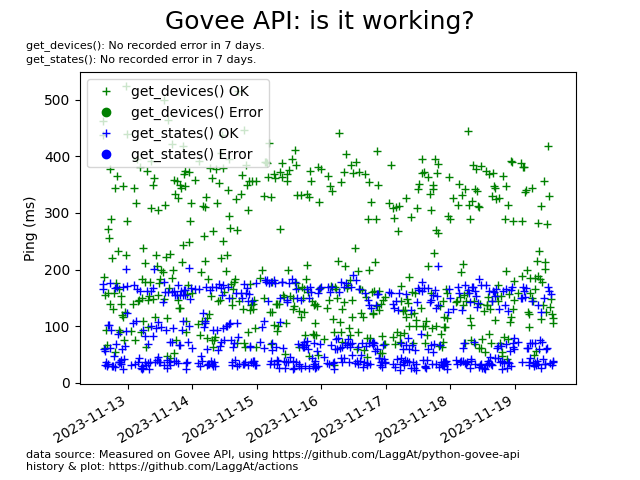 Govee API: is it working?
get_devices(): No recorded error in 7 days.
get_states(): No recorded error in 7 days.
get_devices() OK
get_devices() Error
get_states() OK
get_states() Error
Ping (ms)
500
400
300
200
100
0
2023-11-13
2023-11-14
2023-11-15
2023-11-16
2023-11-17
2023-11-18
2023-11-19
data source: Measured on Govee API, using https://github.com/LaggAt/python-govee-api
history & plot: https://github.com/LaggAt/actions